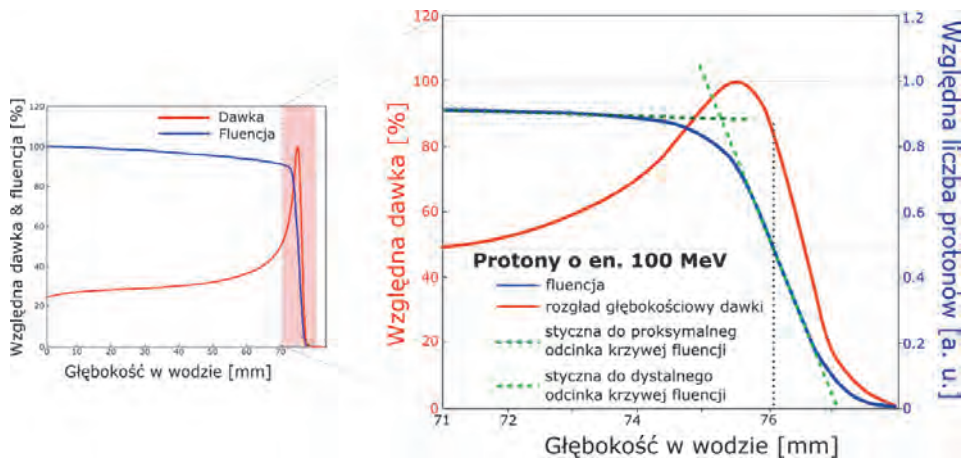 Względna dawka & fluencja [%]
120
100
80
60
40
20
0
Dawka
Fluencja
0 10 20 30 40 50 60 70 80
Głębokość w wodzie [mm]
Względna dawka [%]
120
100
80
60
40
20
0
Protony o en. 100 MeV
fluencja
rozgład głębokościowy dawki
styczna do proksymalneg
odcinka krzywej fluencji
styczna do dystalnego
odcinka krzywej fluencji
71 72 74 75 76
Głębokość w wodzie [mm]
1.2
1.0
0.8
0.6
0.4
0.2
0
Względna liczba protonów [a. u.]